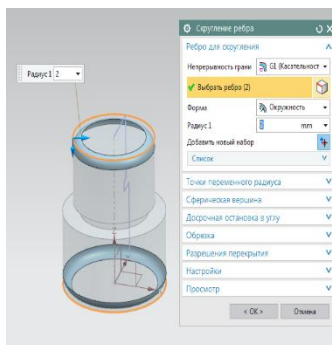 Скругление ребра
Ребро для скругления
Непрерывность грани G1 (Касательност
Радиус 1 2
Выбрать ребро (2)
Форма Окружность
Радиус 1 mm
Добавить новый набор
Список
Точки переменного радиуса
Сферическая вершина
Досрочная остановка в углу
Обрезка
Разрешения перекрытия
Настройки
Просмотр
< OK > Отмена